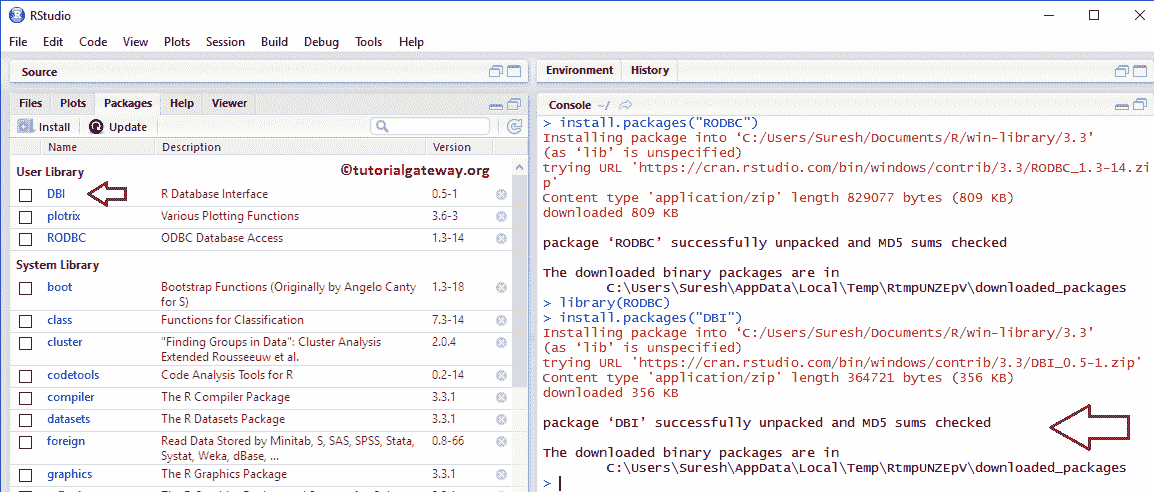 RStudio
File Edit Code View Plots Session Build Debug Tools Help
Source
Files Plots Packages Help Viewer
Install Update
Name Description Version
©tutorialgateway.org
User Library
DBI R Database Interface 0.5-1
plotrix Various Plotting Functions 3.6-3
RODBC ODBC Database Access 1.3-14
System Library
boot Bootstrap Functions (Originally by Angelo Canty 1.3-18
for S)
class Functions for Classification 7.3-14
cluster "Finding Groups in Data": Cluster Analysis 2.0.4
Extended Rousseeuw et al.
codetools Code Analysis Tools for R 0.2-14
compiler The R Compiler Package 3.3.1
datasets The R Datasets Package 3.3.1
foreign Read Data Stored by Minitab, S, SAS, SPSS, Stata, 0.8-66
Systat, Weka, dBase, ...
graphics The R Graphics Package 3.3.1
Environment History
Console ~/
> install.packages("RODBC")
Installing package into ‘C:/Users/Suresh/Documents/R/win-library/3.3’
(as ‘lib’ is unspecified)
trying URL 'https://cran.rstudio.com/bin/windows/contrib/3.3/RODBC_1.3-14.zi
p'
Content type 'application/zip' length 829077 bytes (809 KB)
downloaded 809 KB
package ‘RODBC’ successfully unpacked and MD5 sums checked
The downloaded binary packages are in
C:\Users\Suresh\AppData\Local\Temp\RtmpUNZEpV\downloaded_packages
> library(RODBC)
> install.packages("DBI")
Installing package into ‘C:/Users/Suresh/Documents/R/win-library/3.3’
(as ‘lib’ is unspecified)
trying URL 'https://cran.rstudio.com/bin/windows/contrib/3.3/DBI_0.5-1.zip'
Content type 'application/zip' length 364721 bytes (356 KB)
downloaded 356 KB
package ‘DBI’ successfully unpacked and MD5 sums checked
The downloaded binary packages are in
C:\Users\Suresh\AppData\Local\Temp\RtmpUNZEpV\downloaded_packages
>